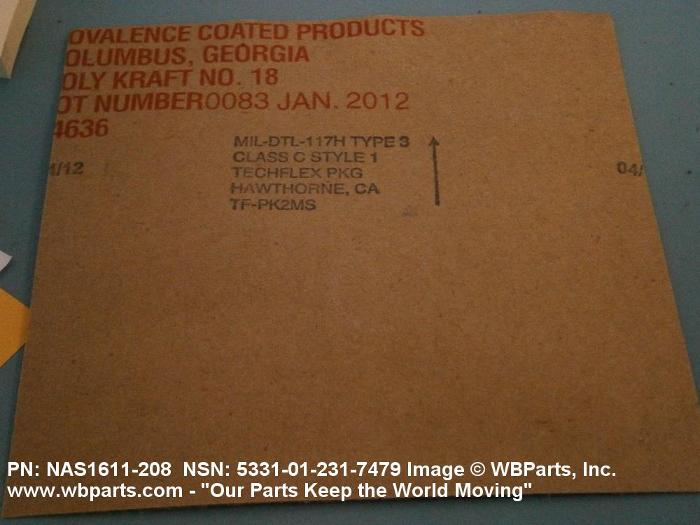 OVALENCE COATED PRODUCTS
OLUMBUS, GEORGIA
OLY KRAFT NO. 18
OT NUMBER0083 JAN. 2012
4636
MIL-DTL-117H TYPE 3
CLASS C STYLE 1
TECHFLEX PKG
HAWTHORNE, CA
TF-PK2MS
/12
04/
PN: NAS1611-208 NSN: 5331-01-231-7479 Image © WBParts, Inc.
www.wbparts.com - "Our Parts Keep the World Moving"